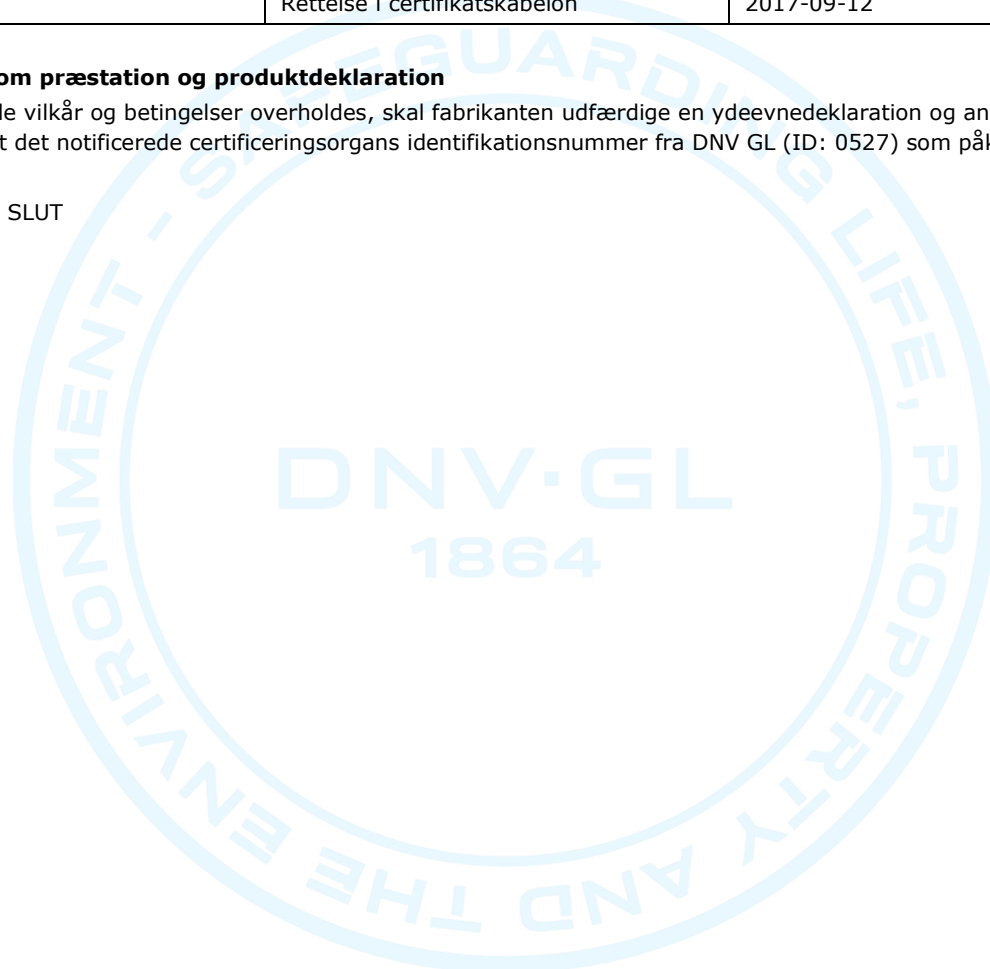 Rettelse i certifikatskabelon 2017-09-12
om præstation og produktdeklaration
de vilkår og betingelser overholdes, skal fabrikanten udfærdige en ydeevnedeklaration og an
t det notificerede certificeringsorgans identifikationsnummer fra DNV GL (ID: 0527) som påk
SLUT
SAFEGUARDING LIFE, PROPERTY AND THE ENVIRONMENT -
DNV·GL
1864